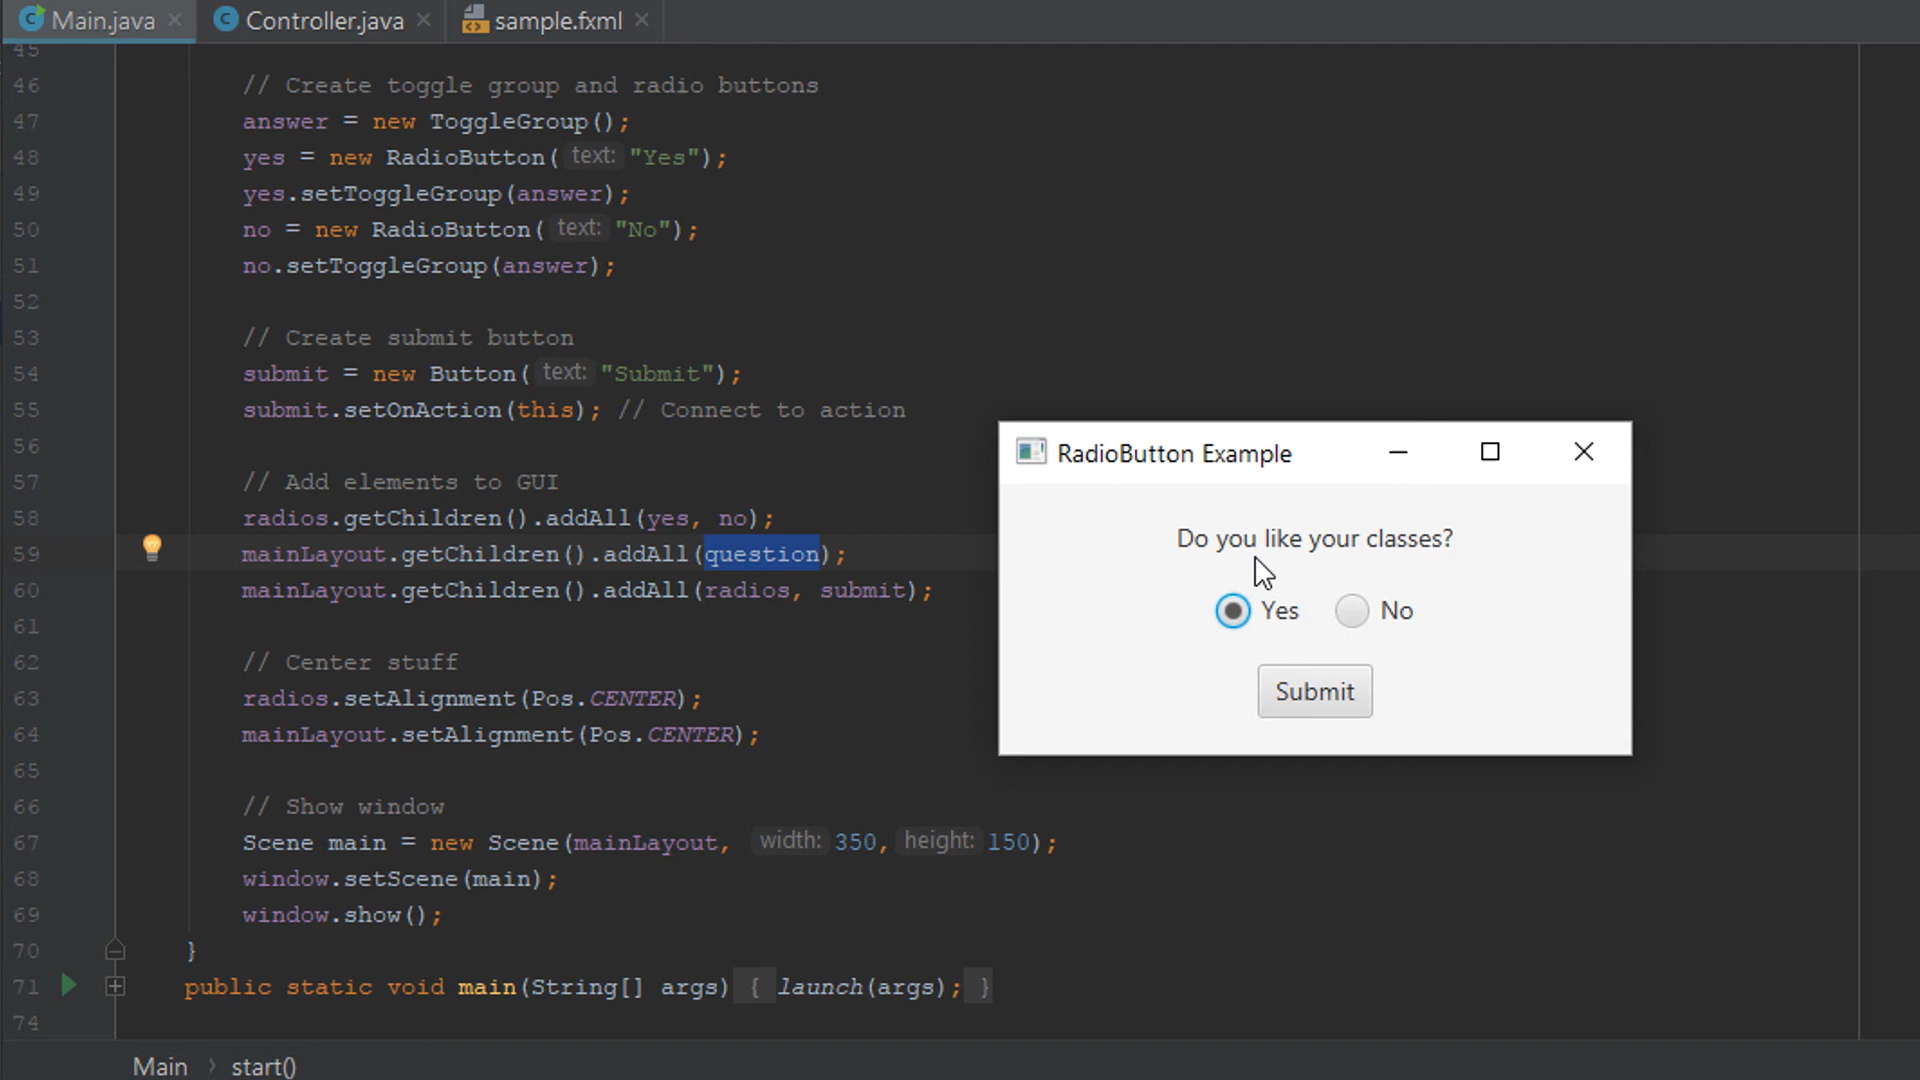 Main.java Controller.java sample.fxml
45
46 // Create toggle group and radio buttons
47 answer = new ToggleGroup();
48 yes = new RadioButton( text: "Yes");
49 yes.setToggleGroup(answer);
50 no = new RadioButton( text: "No");
51 no.setToggleGroup(answer);
52
53 // Create submit button
54 submit = new Button( text: "Submit");
55 submit.setOnAction(this); // Connect to action
56
57 // Add elements to GUI
58 radios.getChildren().addAll(yes, no);
59 mainLayout.getChildren().addAll(question);
60 mainLayout.getChildren().addAll(radios, submit);
61
62 // Center stuff
63 radios.setAlignment(Pos.CENTER);
64 mainLayout.setAlignment(Pos.CENTER);
65
66 // Show window
67 Scene main = new Scene(mainLayout, width: 350, height: 150);
68 window.setScene(main);
69 window.show();
70 }
71 public static void main(String[] args) { launch(args); }
74
Main start()
RadioButton Example
Do you like your classes?
Yes No
Submit